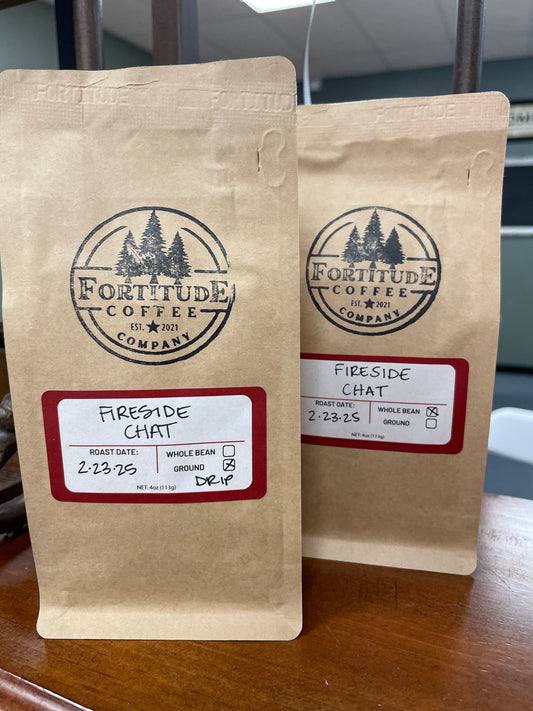 FORTITUDE
FORTITUD
FORTITUDE
COFFEE
EST. ★ 2021
COMPANY
FIRESIDE
CHAT
ROAST DATE:
2.23.25
WHOLE BEAN
GROUND
DRIP
NET: 4oz (113g)
FORTITUDE
FORTITUDE
COFFEE
EST. ★ 2021
COMPANY
FIRESIDE
CHAT
ROAST DATE:
2.23.25
WHOLE BEAN
GROUND
NET: 4oz (113g)